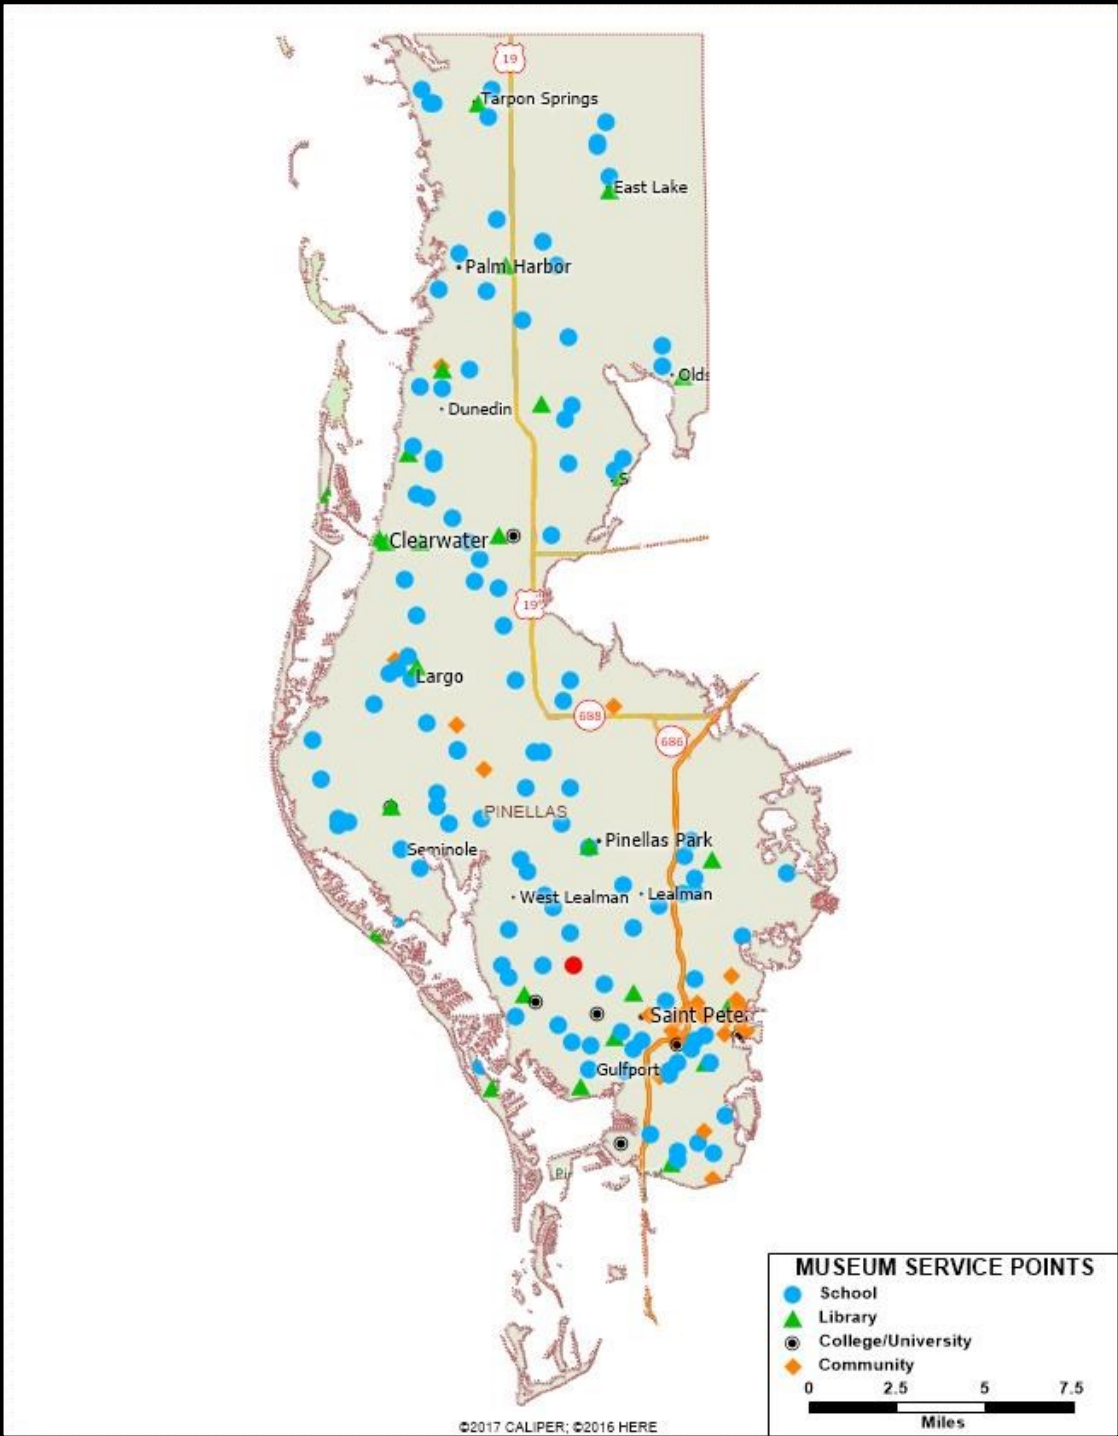 19
Tarpon Springs
East Lake
Palm Harbor
Olds
Dunedin
S
Clearwater
19
Largo
688
686
PINELLAS
Pinellas Park
Seminole
West Lealman
Lealman
Saint Pete
Gulfport
Pi
MUSEUM SERVICE POINTS
School
Library
College/University
Community
0 2.5 5 7.5
Miles
©2017 CALIPER; ©2016 HERE